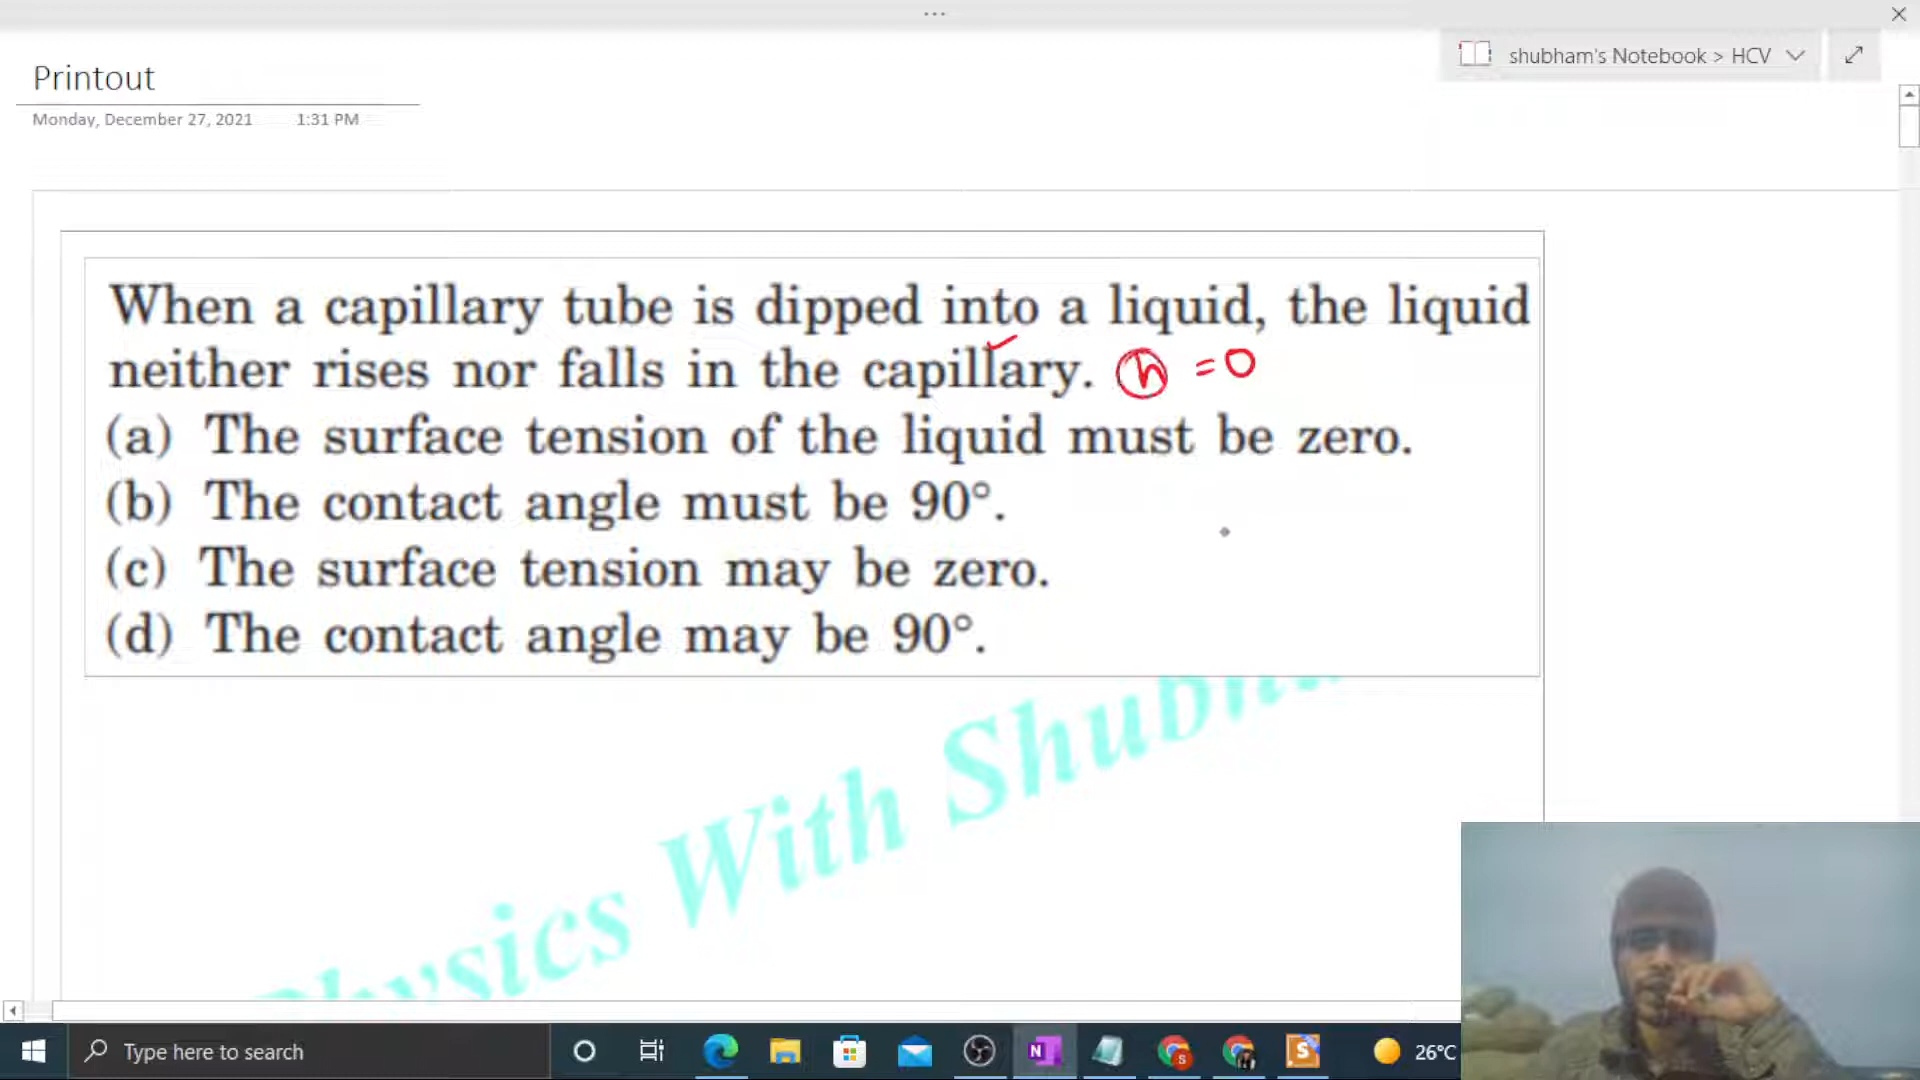 ...
shubham's Notebook > HCV
Printout
Monday, December 27, 2021 1:31 PM
When a capillary tube is dipped into a liquid, the liquid
neither rises nor falls in the capillary. h = 0
(a) The surface tension of the liquid must be zero.
(b) The contact angle must be 90°.
(c) The surface tension may be zero.
(d) The contact angle may be 90°.
Physics With Shubh
Type here to search
N
S
S
26°C